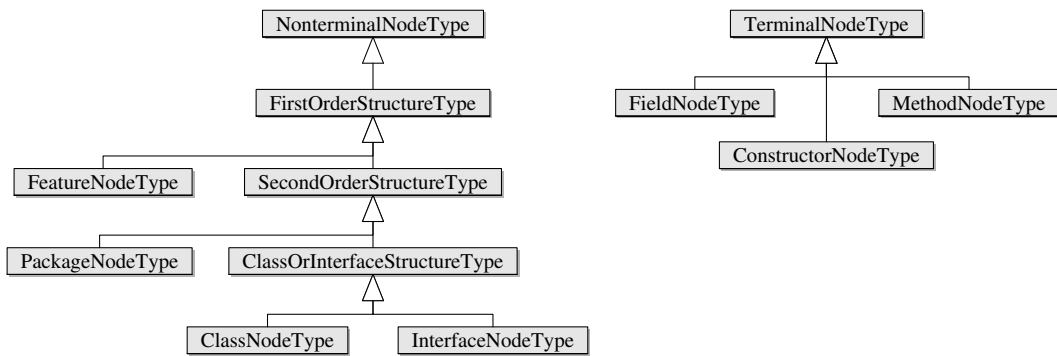 NonterminalNodeType
TerminalNodeType
FirstOrderStructureType
FieldNodeType
MethodNodeType
ConstructorNodeType
FeatureNodeType
SecondOrderStructureType
PackageNodeType
ClassOrInterfaceStructureType
ClassNodeType
InterfaceNodeType